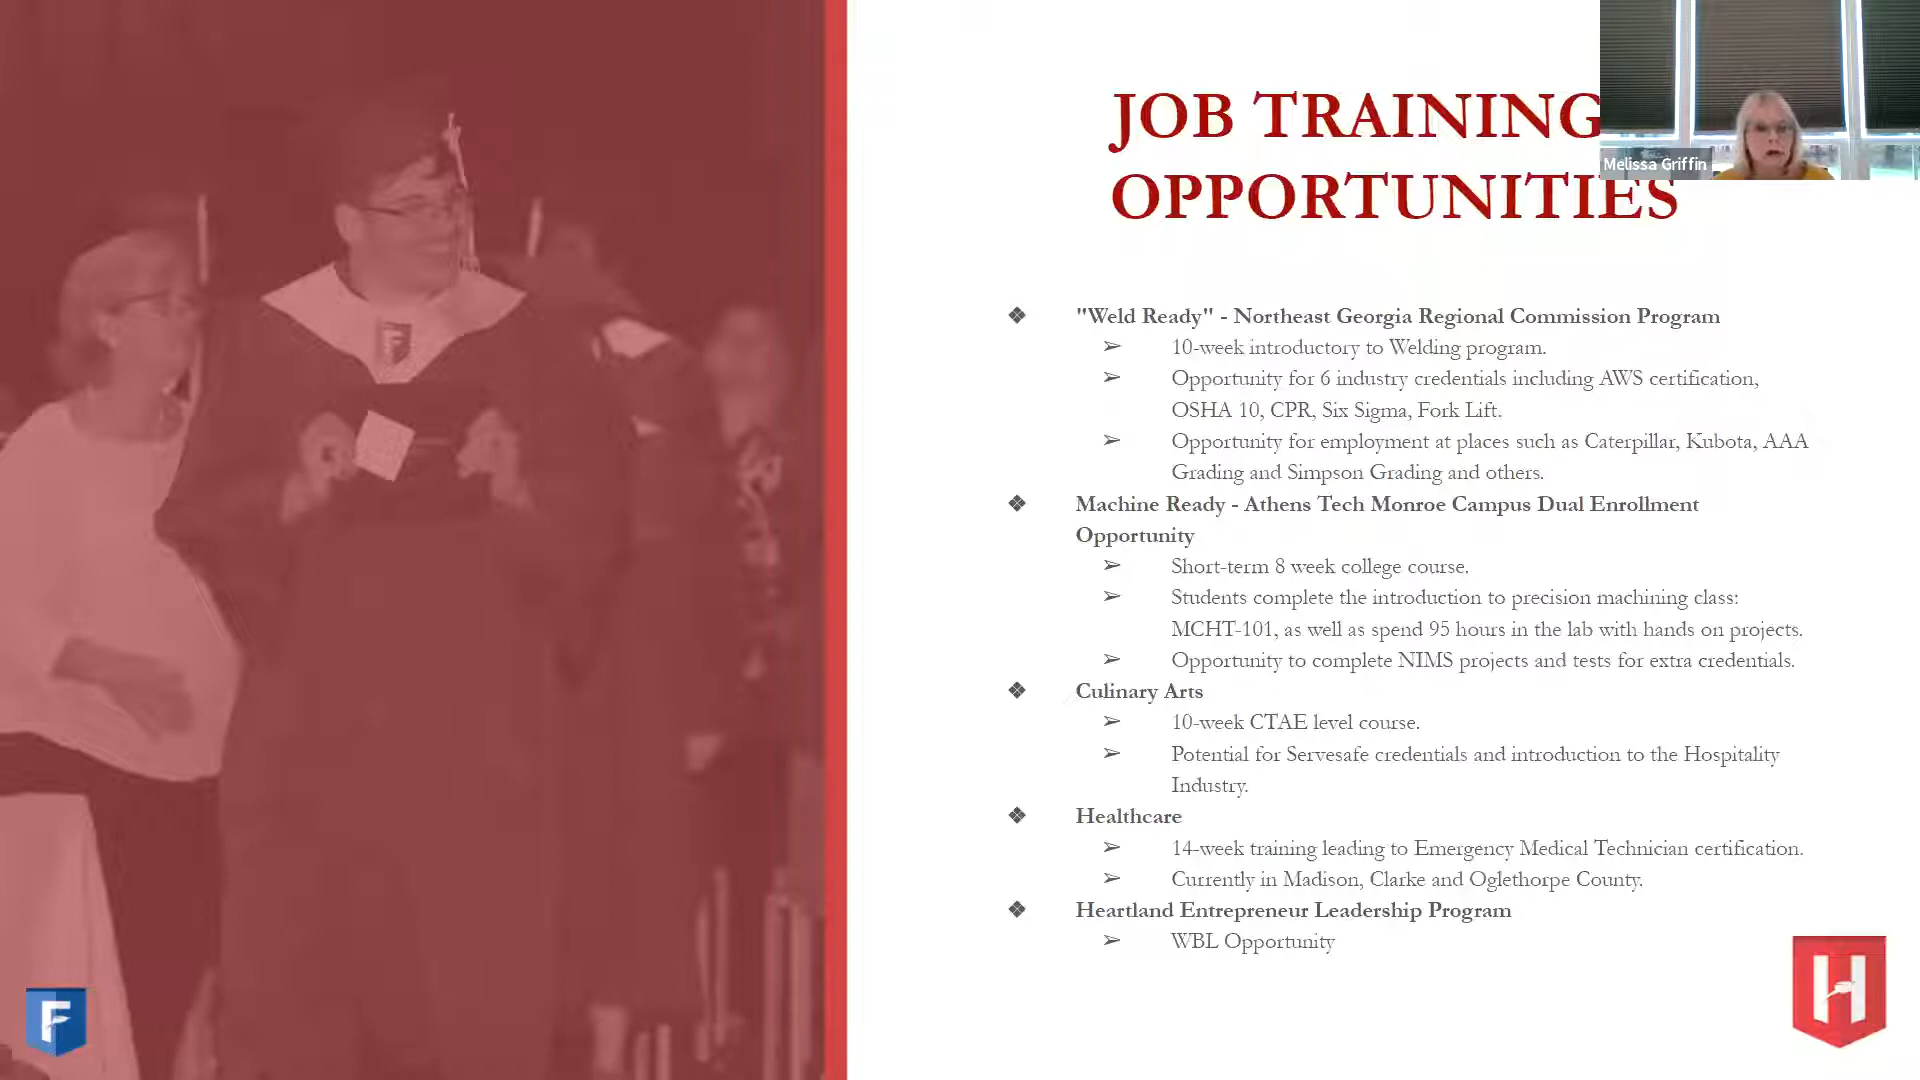 JOB TRAINING
OPPORTUNITIES
Melissa Griffin
❖ "Weld Ready" - Northeast Georgia Regional Commission Program
➢ 10-week introductory to Welding program.
➢ Opportunity for 6 industry credentials including AWS certification,
OSHA 10, CPR, Six Sigma, Fork Lift.
➢ Opportunity for employment at places such as Caterpillar, Kubota, AAA
Grading and Simpson Grading and others.
❖ Machine Ready - Athens Tech Monroe Campus Dual Enrollment
Opportunity
➢ Short-term 8 week college course.
➢ Students complete the introduction to precision machining class:
MCHT-101, as well as spend 95 hours in the lab with hands on projects.
➢ Opportunity to complete NIMS projects and tests for extra credentials.
❖ Culinary Arts
➢ 10-week CTAE level course.
➢ Potential for Servesafe credentials and introduction to the Hospitality
Industry.
❖ Healthcare
➢ 14-week training leading to Emergency Medical Technician certification.
➢ Currently in Madison, Clarke and Oglethorpe County.
❖ Heartland Entrepreneur Leadership Program
➢ WBL Opportunity
F
F
H